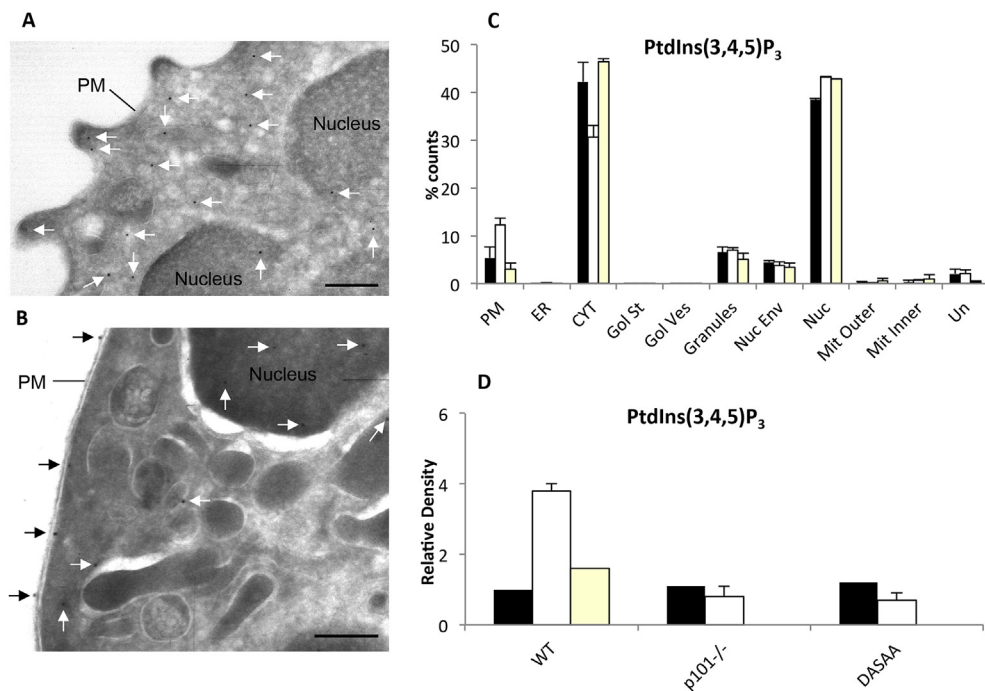 A
PM
Nucleus
Nucleus
B
PM
Nucleus
C
PtdIns(3,4,5)P3
% counts
50
40
30
20
10
0
PM
ER
CYT
Gol St
Gol Ves
Granules
Nuc Env
Nuc
Mit Outer
Mit Inner
Un
D
PtdIns(3,4,5)P3
Relative Density
6
4
2
0
WT
p101-/-
DASAA